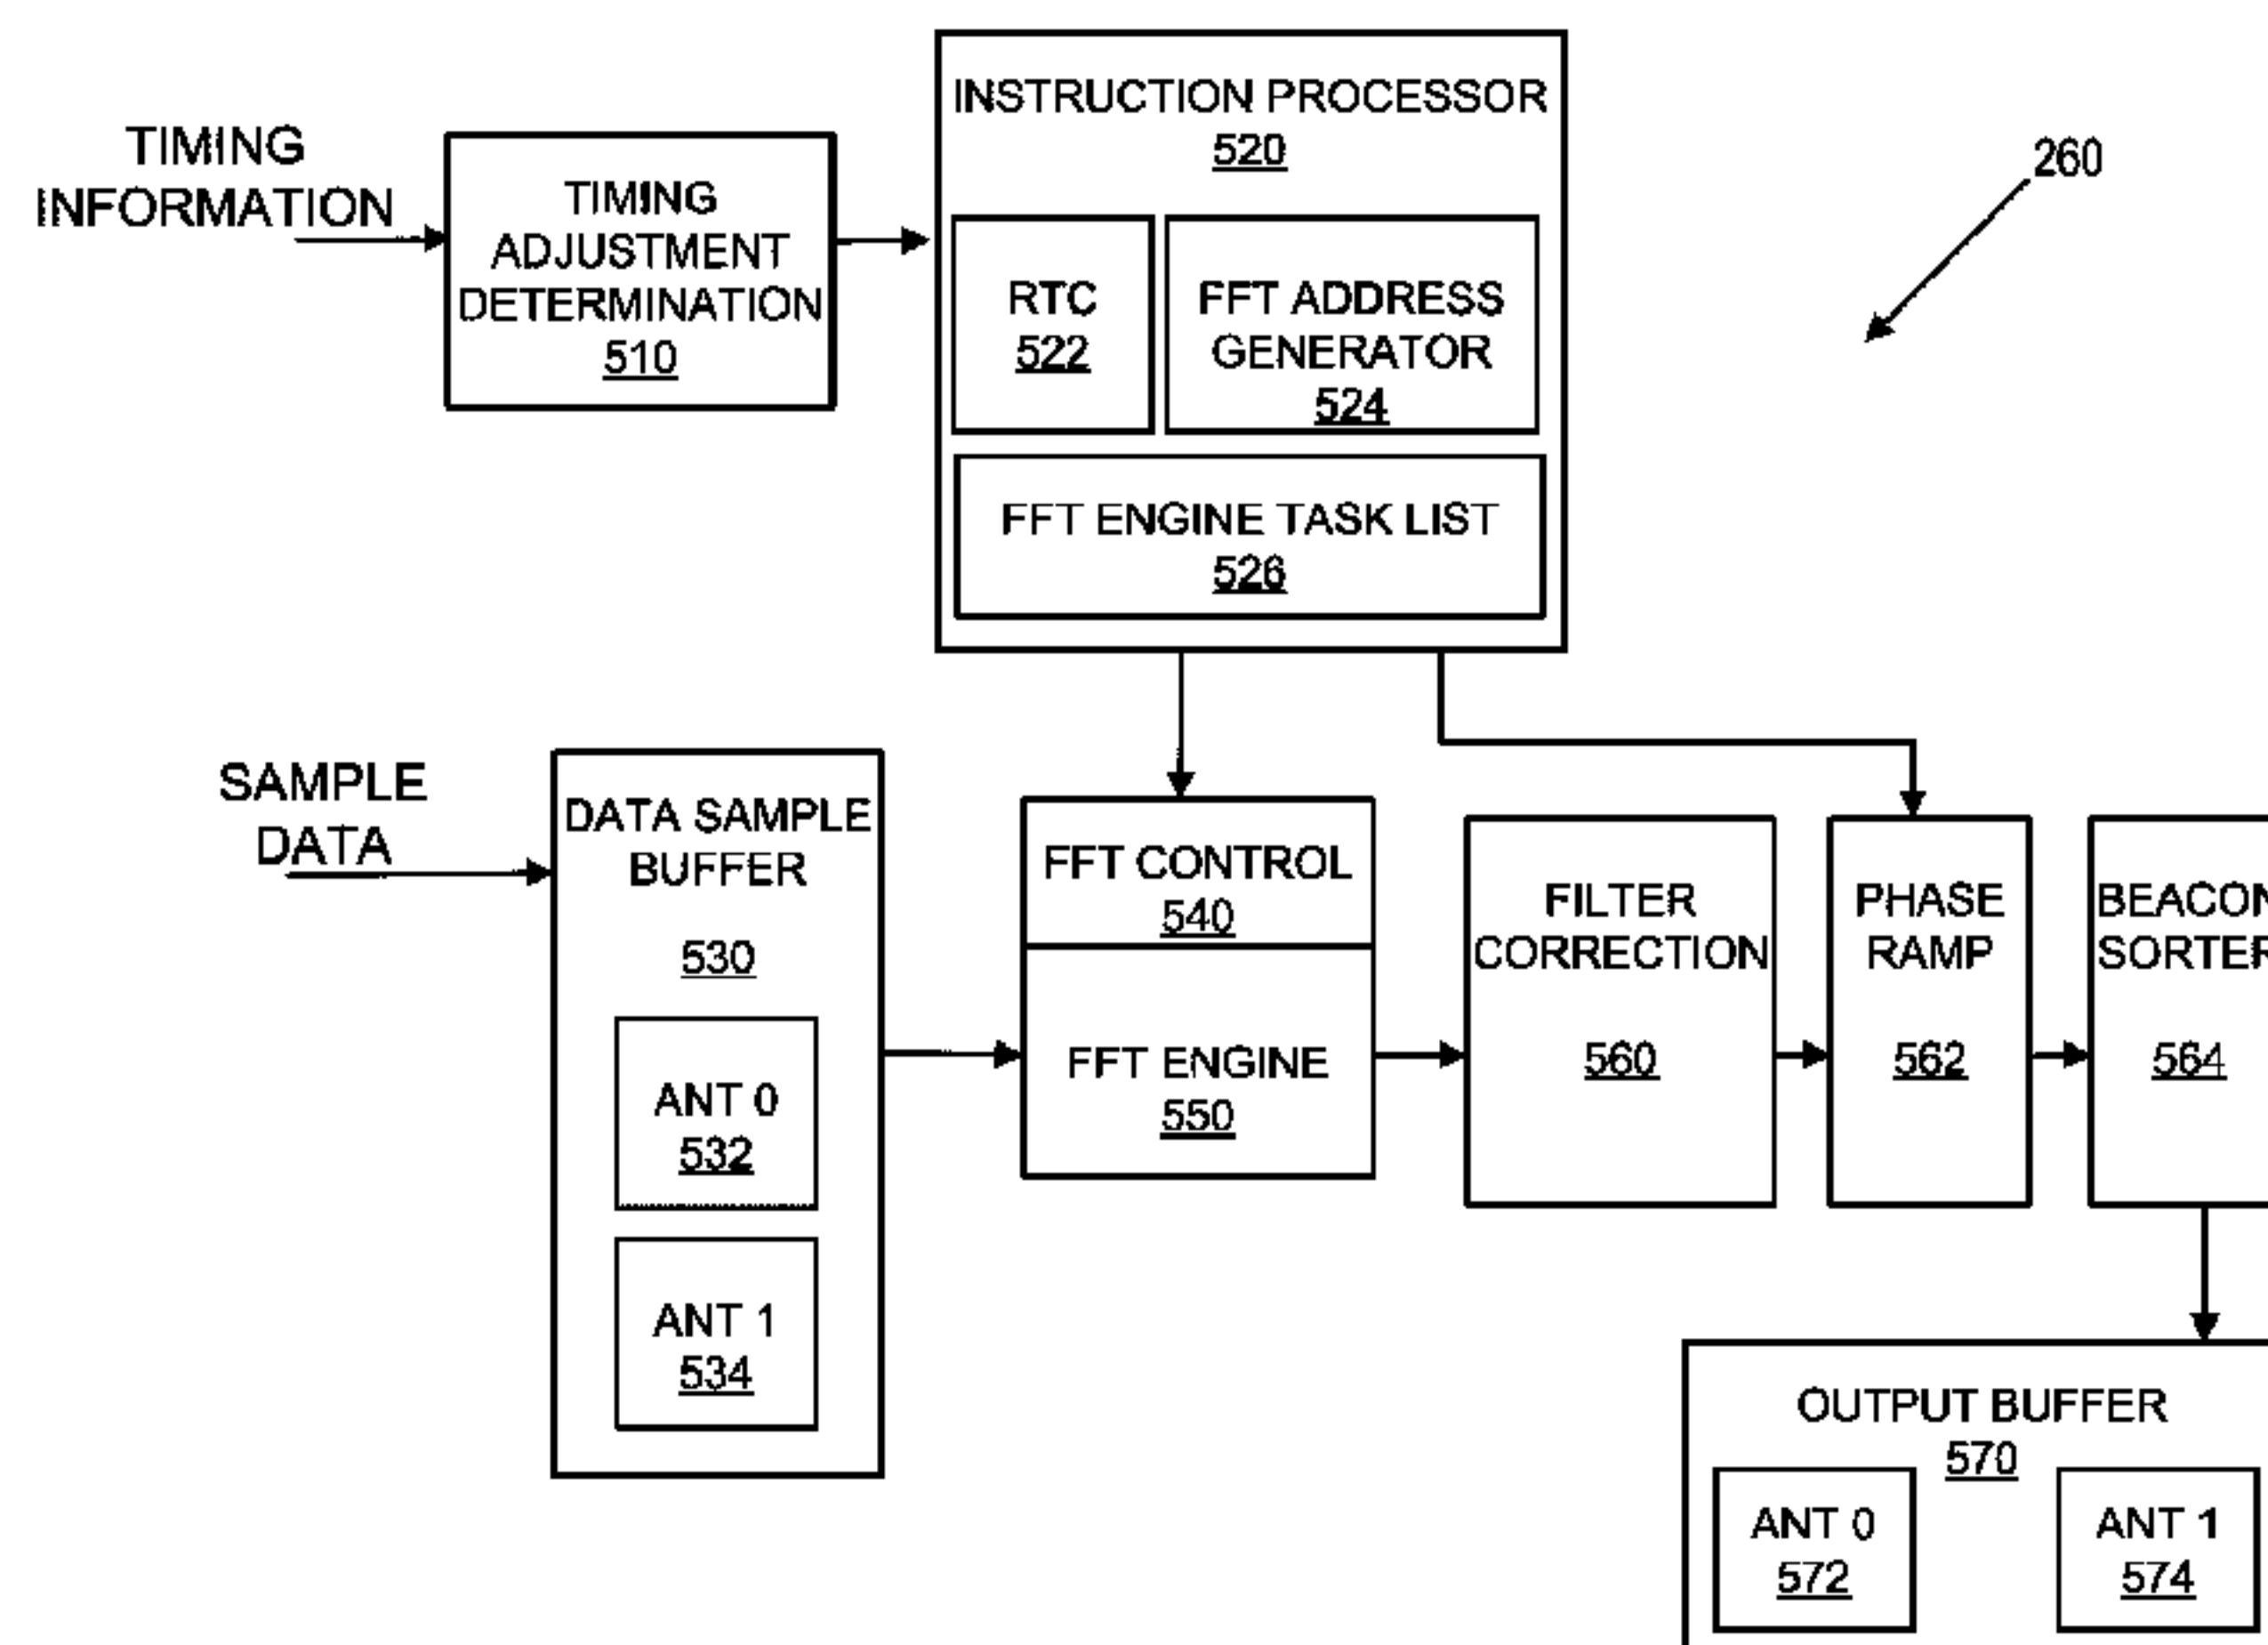 TIMING
INFORMATION
TIMING
ADJUSTMENT
DETERMINATION
510
INSTRUCTION PROCESSOR
520
RTC
522
FFT ADDRESS
GENERATOR
524
FFT ENGINE TASK LIST
526
260
SAMPLE
DATA
DATA SAMPLE
BUFFER
530
ANT 0
532
ANT 1
534
FFT CONTROL
540
FFT ENGINE
550
FILTER
CORRECTION
560
PHASE
RAMP
562
BEACON
SORTER
564
OUTPUT BUFFER
570
ANT 0
572
ANT 1
574